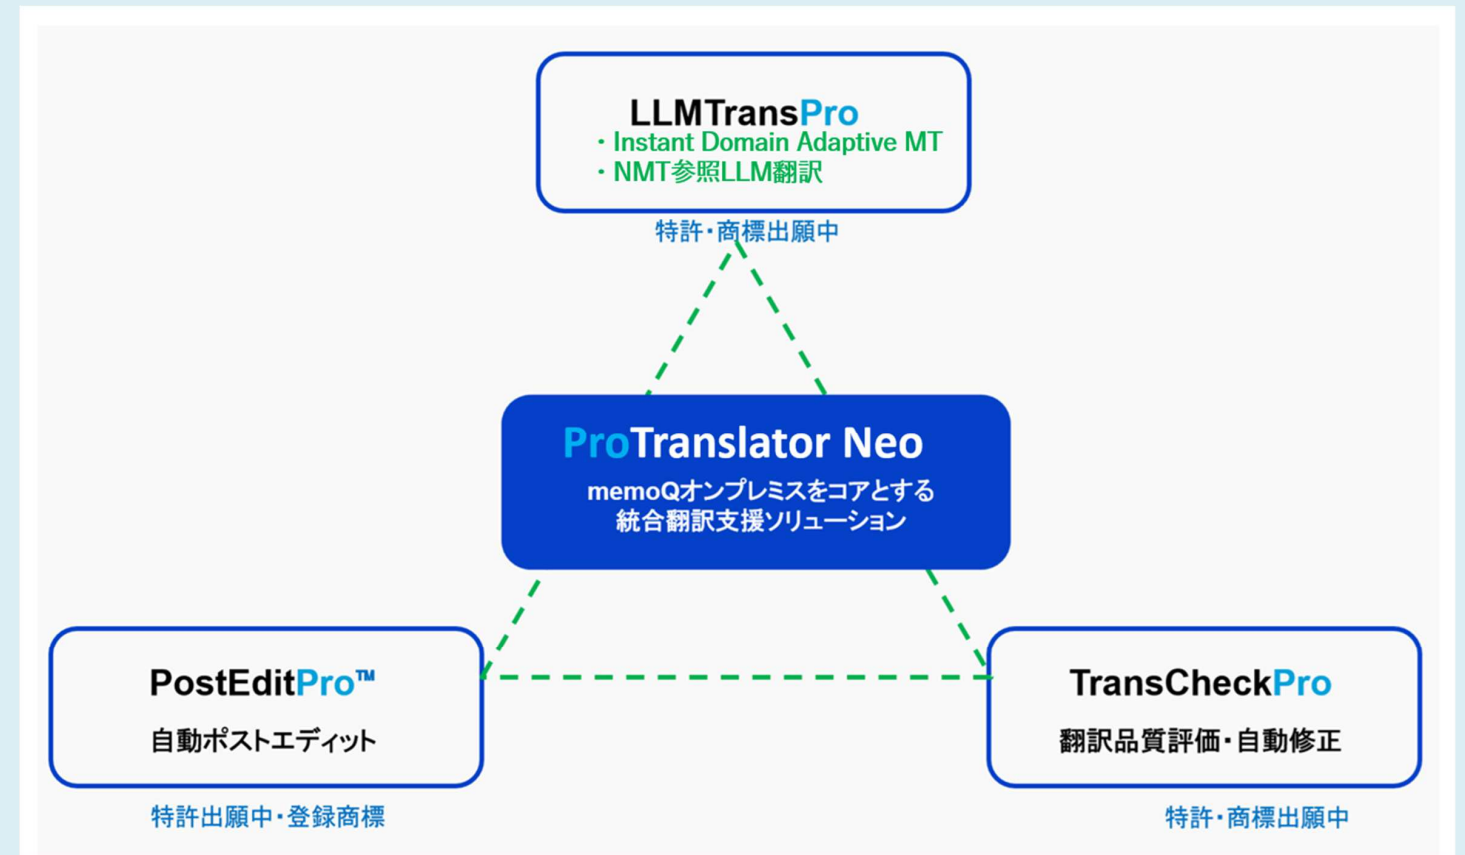 LLMTransPro
・Instant Domain Adaptive MT
・NMT参照LLM翻訳
特許・商標出願中
ProTranslator Neo
memoQオンプレミスをコアとする
統合翻訳支援ソリューション
PostEditPro™
自動ポストエディット
特許出願中・登録商標
TransCheckPro
翻訳品質評価・自動修正
特許・商標出願中